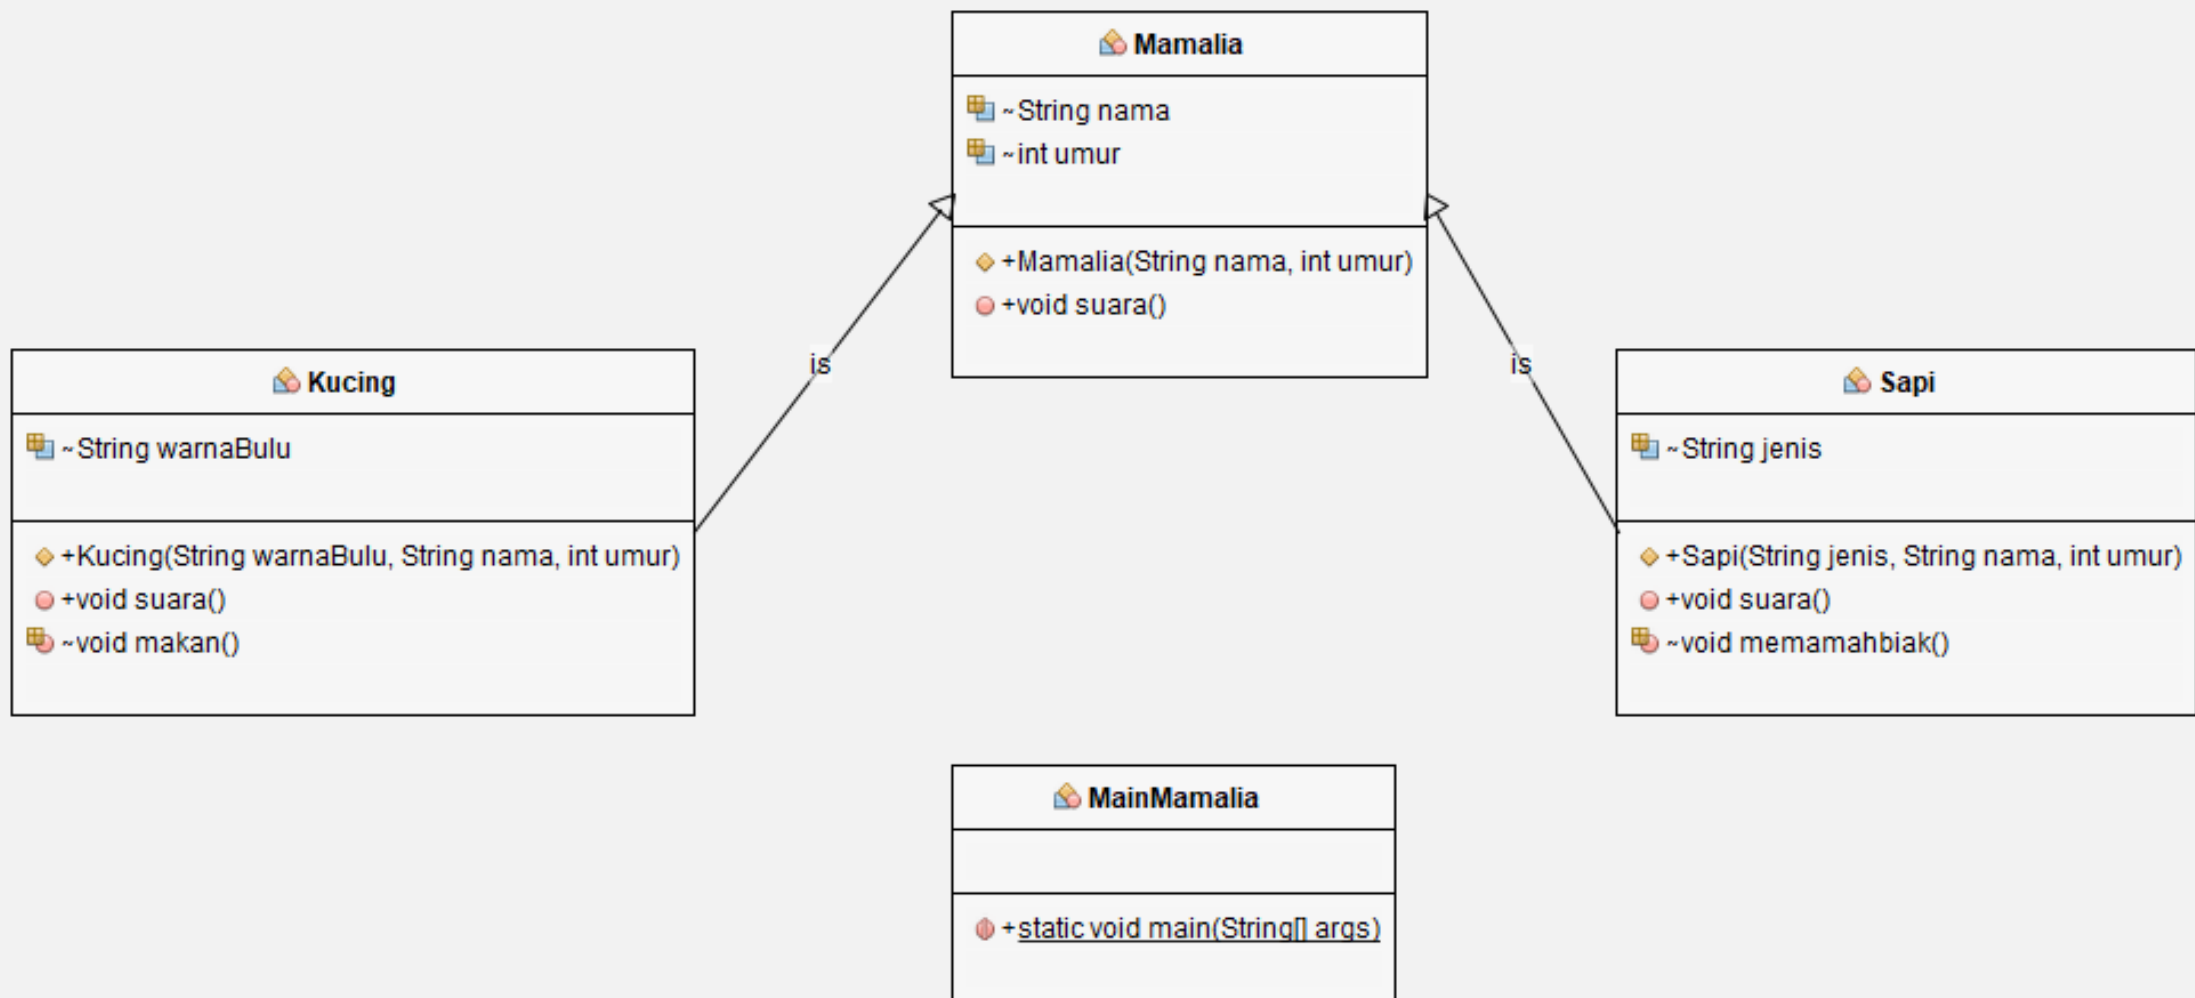 Mamalia
~String nama
~int umur
+Mamalia(String nama, int umur)
+void suara()
is
is
Kucing
~String warnaBulu
+Kucing(String warnaBulu, String nama, int umur)
+void suara()
~void makan()
Sapi
~String jenis
+Sapi(String jenis, String nama, int umur)
+void suara()
~void memamahbiak()
MainMamalia
+static void main(String[] args)